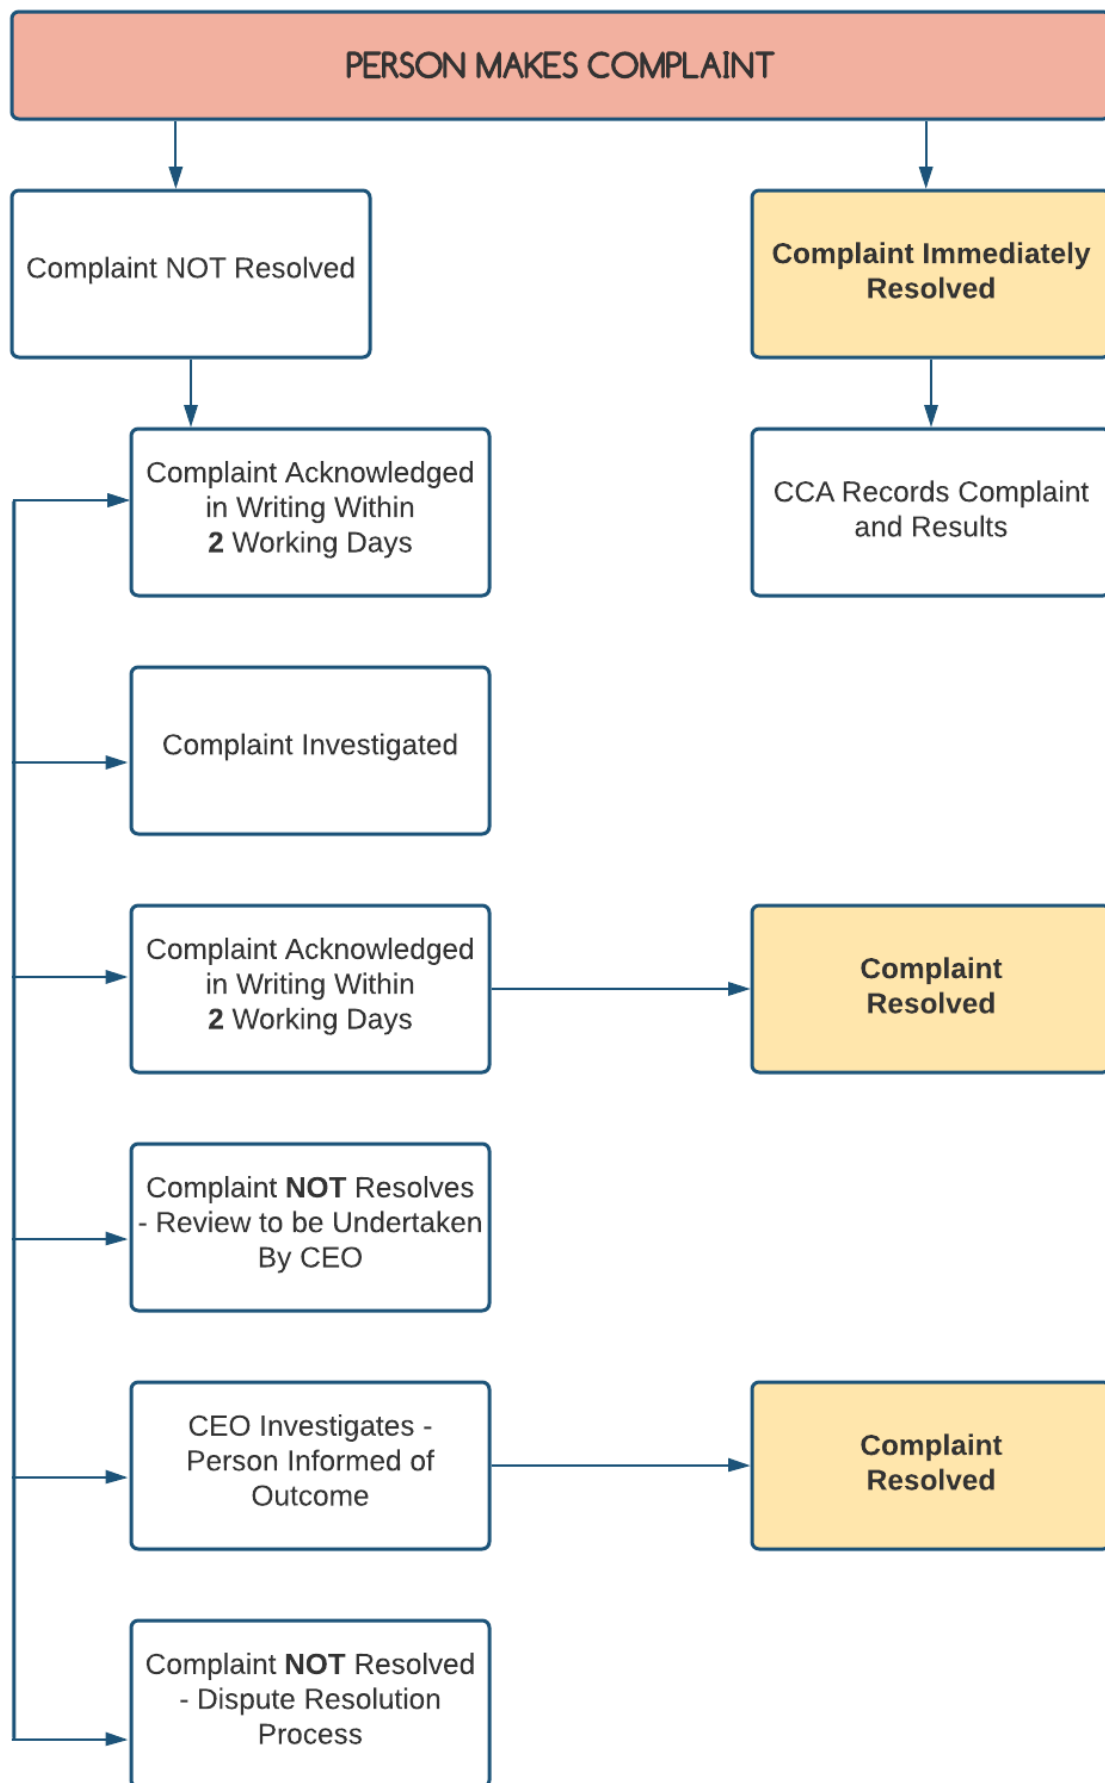 PERSON MAKES COMPLAINT
Complaint NOT Resolved
Complaint Immediately
Resolved
Complaint Acknowledged
in Writing Within
2 Working Days
CCA Records Complaint
and Results
Complaint Investigated
Complaint Acknowledged
in Writing Within
2 Working Days
Complaint
Resolved
Complaint NOT Resolves
- Review to be Undertaken
By CEO
CEO Investigates -
Person Informed of
Outcome
Complaint
Resolved
Complaint NOT Resolved
- Dispute Resolution
Process